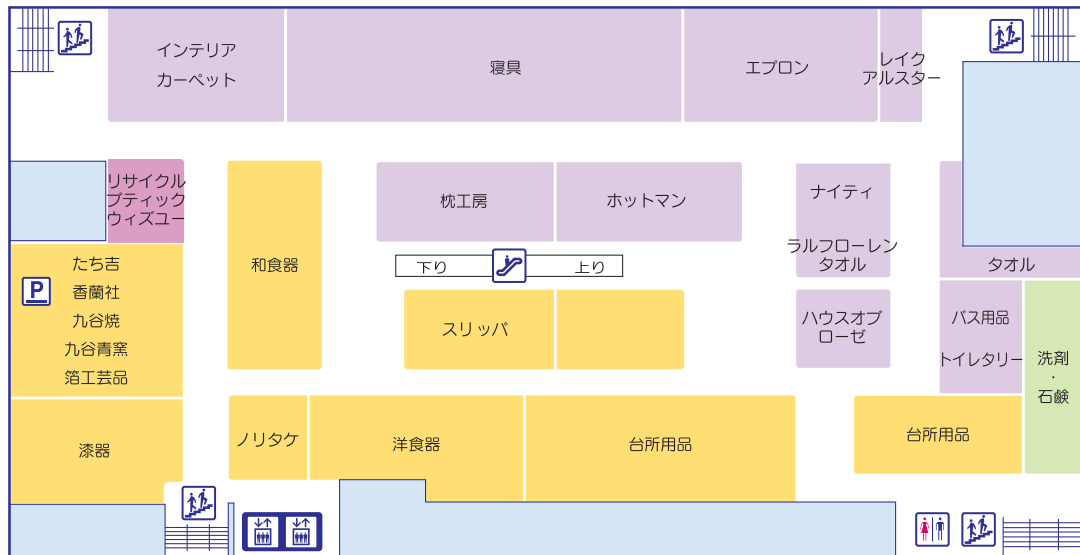 インテリア
カーペット
寝具
エプロン
レイク
アルスター
リサイクル
ブティック
ウィズユー
和食器
枕工房
ホットマン
ナイティ
ラルフローレン
タオル
下り
上り
タオル
たち吉
香蘭社
九谷焼
九谷青窯
箔工芸品
P
スリッパ
ハウスオブ
ローゼ
バス用品
トイレタリー
洗剤
・
石鹸
漆器
ノリタケ
洋食器
台所用品
台所用品